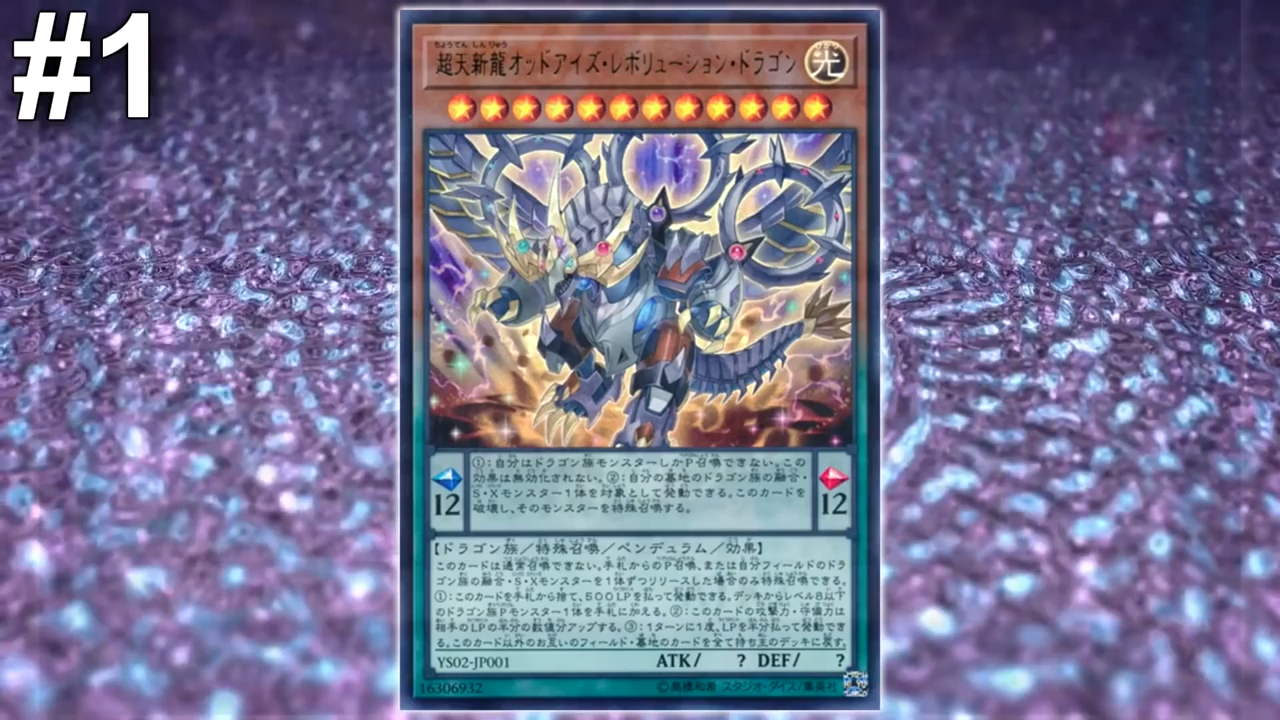 #1
ちょうてん しんりゅう
超天新龍オッドアイズ・レボリューション・ドラゴン
光
12
①:自分はドラゴン族モンスターしかP召喚できない。この
効果は無効化されない。②:自分の墓地のドラゴン族の融合・
S・Xモンスター1体を対象として発動できる。このカードを
破壊し、そのモンスターを特殊召喚する。
12
【ドラゴン族/特殊召喚/ペンデュラム/効果】
このカードは通常召喚できない。手札からのP召喚、または自分フィールドのドラ
ゴン族の融合・S・Xモンスターを1体ずつリリースした場合のみ特殊召喚できる。
①:このカードを手札から捨て、500LPを払って発動できる。デッキからレベル8以下
のドラゴン族Pモンスター1体を手札に加える。②:このカードの攻撃力・守備力は
相手のLPの半分の数値分アップする。③:1ターンに1度、LPを半分払って発動でき
る。このカード以外のお互いのフィールド・墓地のカードを全て持ち主のデッキに戻す。
YS02-JP001
ATK/ ? DEF/ ?
16306932
©高橋和希 スタジオ・ダイス/集英社